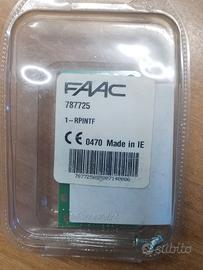 FAAC
787725
1-RPINTF
CE 0470 Made in IE
subito